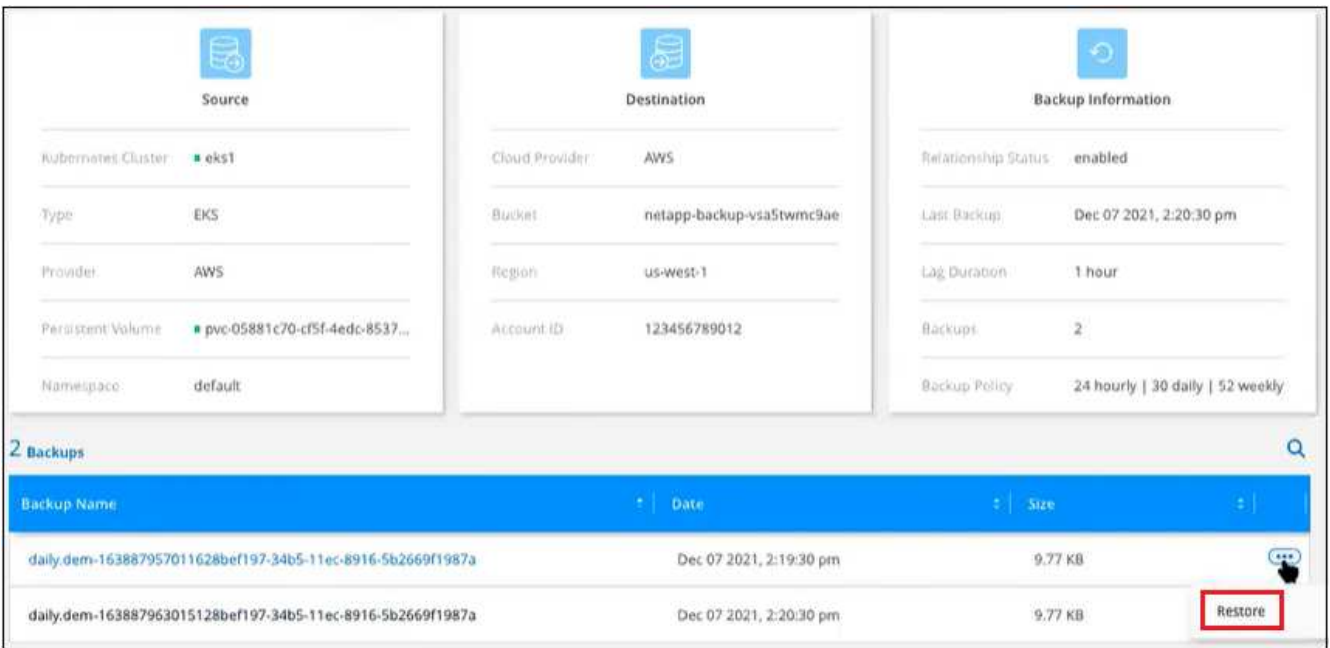 Source
Kubernetes Cluster eks1
Type EKS
Provider AWS
Persistent Volume pvc-05881c70-cf5f-4edc-8537...
Namespace default
Destination
Cloud Provider AWS
Bucket netapp-backup-vsa5twmc9ae
Region us-west-1
Account ID 123456789012
Backup Information
Relationship Status enabled
Last Backup Dec 07 2021, 2:20:30 pm
Lag Duration 1 hour
Backups 2
Backup Policy 24 hourly | 30 daily | 52 weekly
2 Backups
Backup Name Date Size
daily.dem-163887957011628bef197-34b5-11ec-8916-5b2669f1987a Dec 07 2021, 2:19:30 pm 9.77 KB
daily.dem-163887963015128bef197-34b5-11ec-8916-5b2669f1987a Dec 07 2021, 2:20:30 pm 9.77 KB
Restore